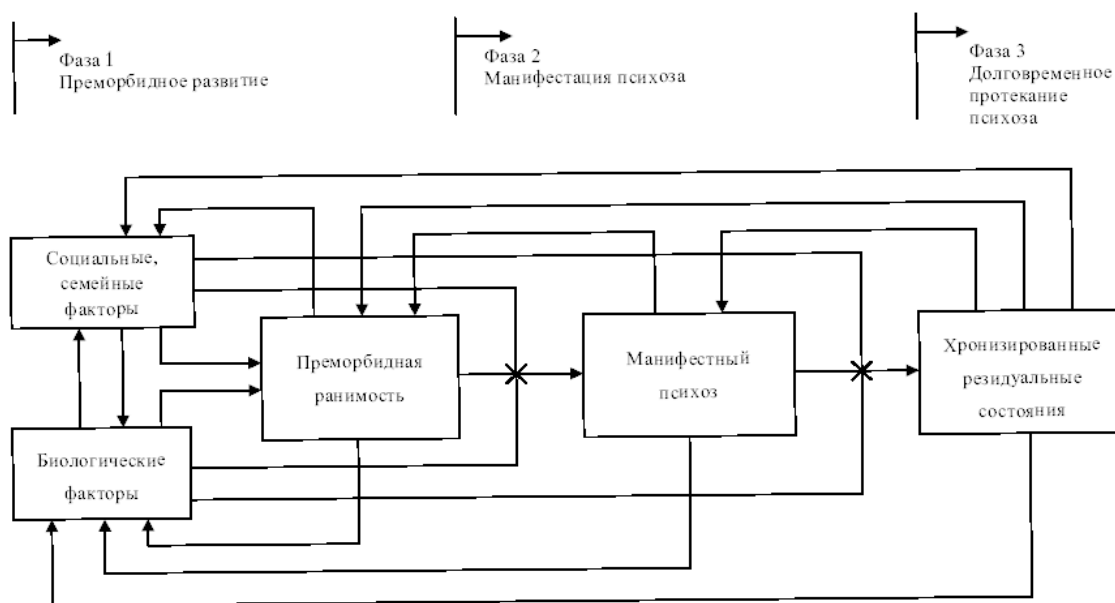 Фаза 1
Преморбидное развитие
Фаза 2
Манифестация психоза
Фаза 3
Долговременное
протекание
психоза
Социальные,
семейные
факторы
Преморбидная
ранимость
Манифестный
психоз
Хронизированные
резидуальные
состояния
Биологические
факторы